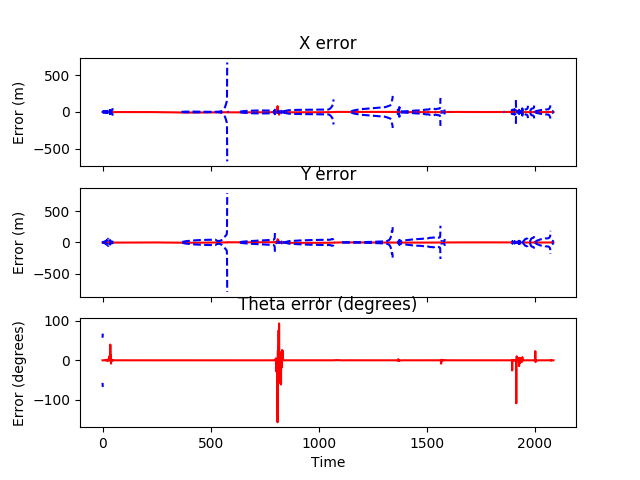 X error
Error (m)
500
0
−500
Y error
Error (m)
500
0
−500
Theta error (degrees)
Error (degrees)
100
0
−100
0
500
1000
1500
2000
Time